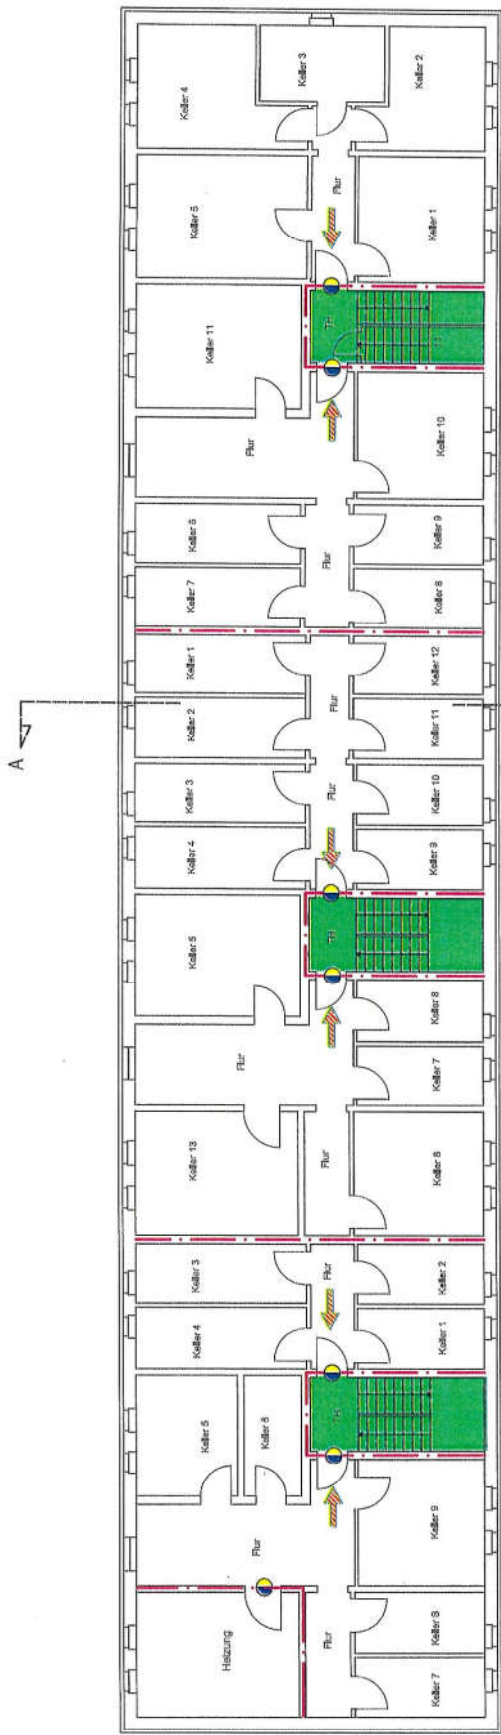 Keller 4
Keller 3
Keller 2
Keller 5
Flur
Keller 1
Keller 11
TH
Flur
Keller 10
Keller 6
Flur
Keller 9
Keller 7
Keller 8
Keller 1
Flur
Keller 12
A
Keller 2
Keller 11
Keller 3
Flur
Keller 10
Keller 4
Keller 9
Keller 5
TH
Flur
Keller 8
Keller 7
Keller 13
Flur
Keller 6
Keller 3
Flur
Keller 2
Keller 4
Keller 1
Keller 5
Keller 6
TH
Flur
Keller 9
Heizung
Flur
Keller 8
Keller 7